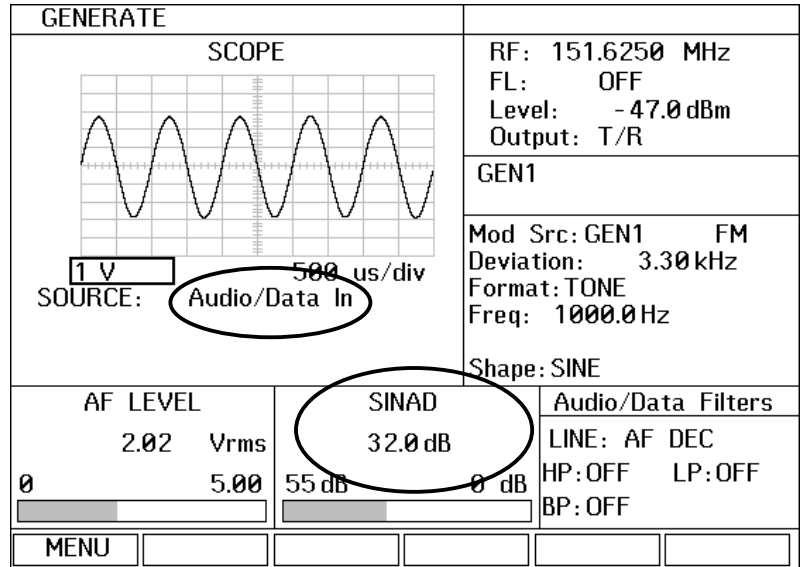 GENERATE
SCOPE
1 V
500 us/div
SOURCE: Audio/Data In
RF: 151.6250 MHz
FL: OFF
Level: -47.0 dBm
Output: T/R
GEN1
Mod Src: GEN1 FM
Deviation: 3.30 kHz
Format: TONE
Freq: 1000.0 Hz
Shape: SINE
AF LEVEL
2.02 Vrms
0 5.00
SINAD
32.0 dB
55 dB 0 dB
Audio/Data Filters
LINE: AF DEC
HP: OFF LP: OFF
BP: OFF
MENU